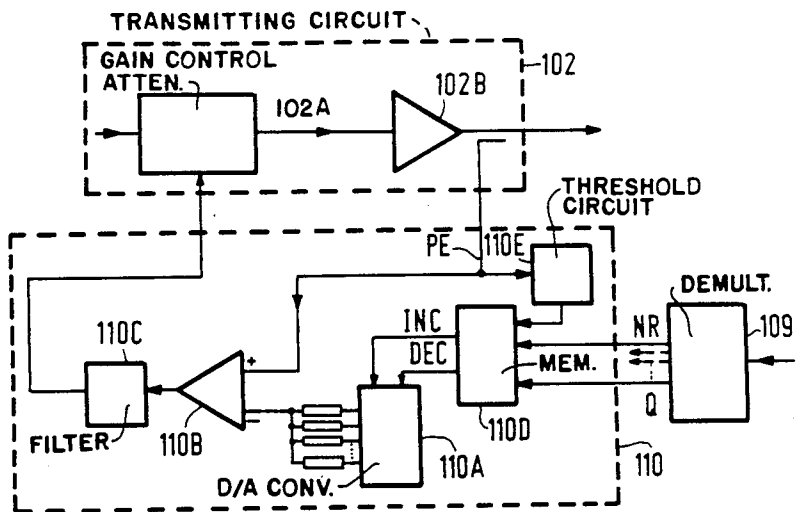 TRANSMITTING CIRCUIT
GAIN CONTROL
ATTEN.
102A
102B
102
THRESHOLD
CIRCUIT
PE
110E
DEMULT.
109
110C
INC
DEC
NR
MEM.
+
−
Q
FILTER
110B
110D
110A
110
D/A CONV.